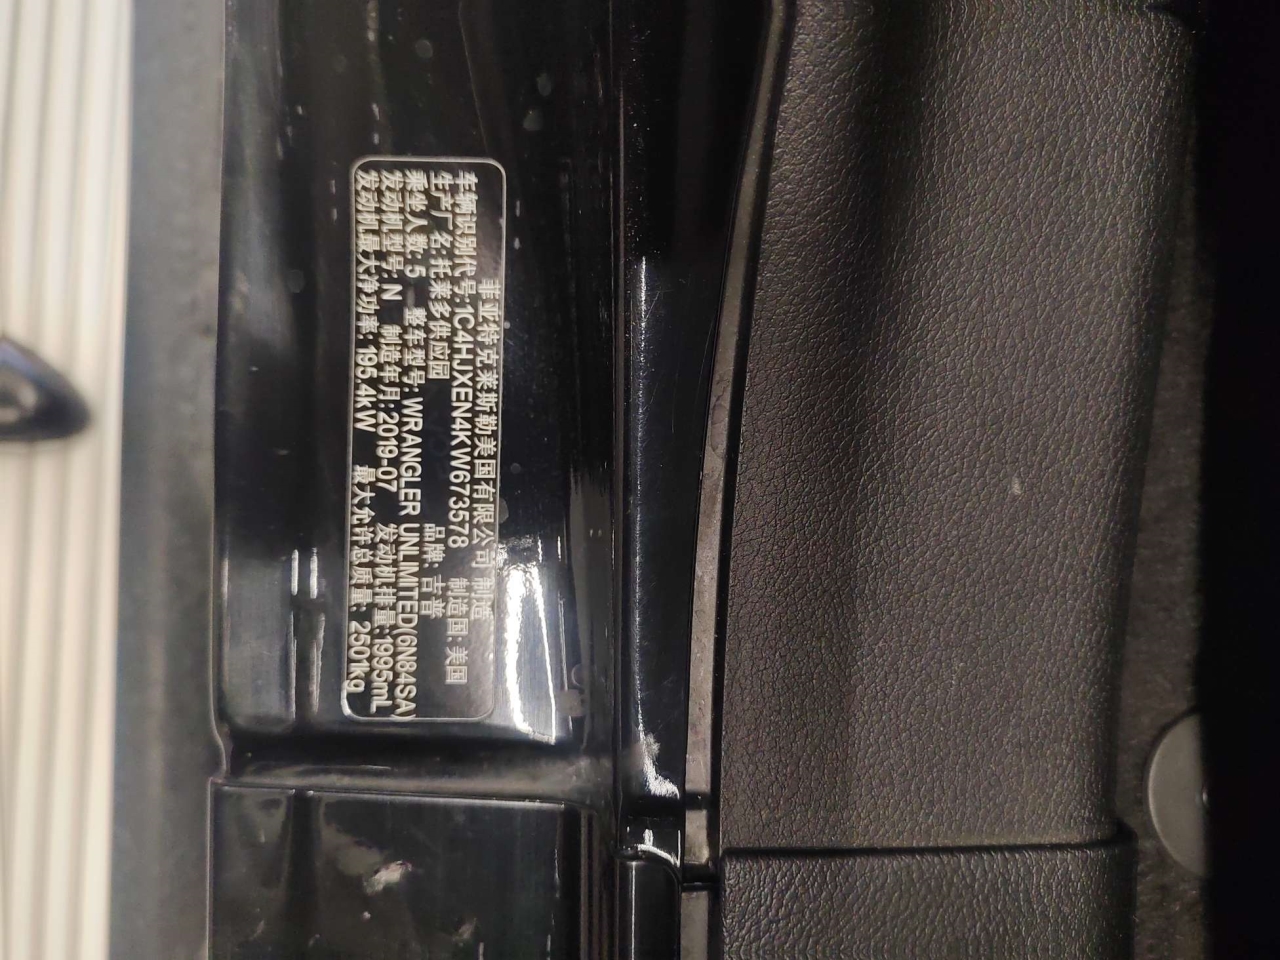 菲亚特克莱斯勒美国有限公司 制造
车辆识别代号:1C4HJXEN4KW673578 制造国: 美国
生产厂名:托莱多供应园 品牌: 吉普
乘坐人数: 5 整车型号: WRANGLER UNLIMITED(6N84SA)
发动机型号: N 制造年月: 2019-07 发动机排量:1995mL
发动机最大净功率: 195.4kW 最大允许总质量: 2501kg